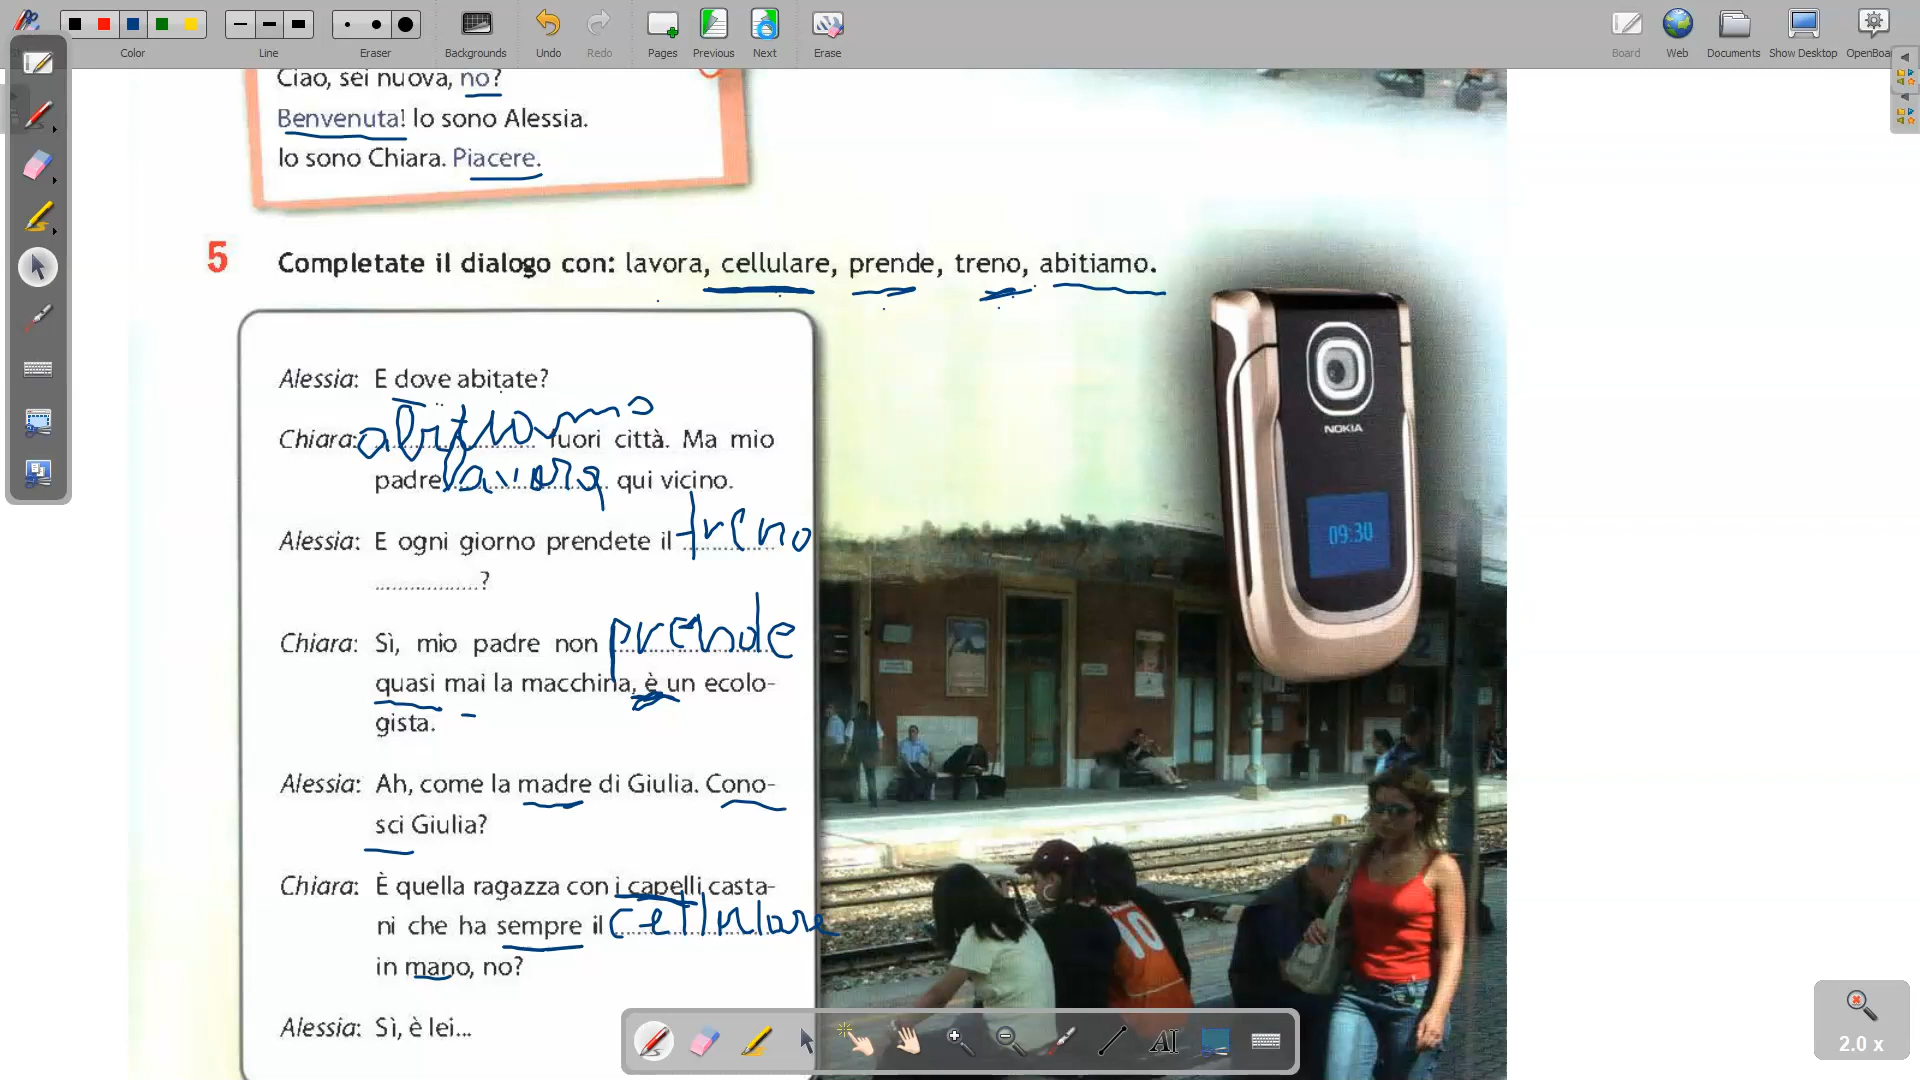 Color
Line
Eraser
Backgrounds
Undo
Redo
Pages
Previous
Next
Erase
Board
Web
Documents
Show Desktop
OpenBoa
Ciao, sei nuova, no?
Benvenuta! Io sono Alessia.
Io sono Chiara. Piacere.
5 Completate il dialogo con: lavora, cellulare, prende, treno, abitiamo.
Alessia: E dove abitate?
Chiara: abitiamo fuori città. Ma mio
padre lavora qui vicino.
Alessia: E ogni giorno prendete il treno
..................?
Chiara: Sì, mio padre non prende
quasi mai la macchina, è un ecolo-
gista.
Alessia: Ah, come la madre di Giulia. Cono-
sci Giulia?
Chiara: È quella ragazza con i capelli casta-
ni che ha sempre il cellulare
in mano, no?
Alessia: Sì, è lei...
NOKIA
09:30
2
10
AI
2.0 x